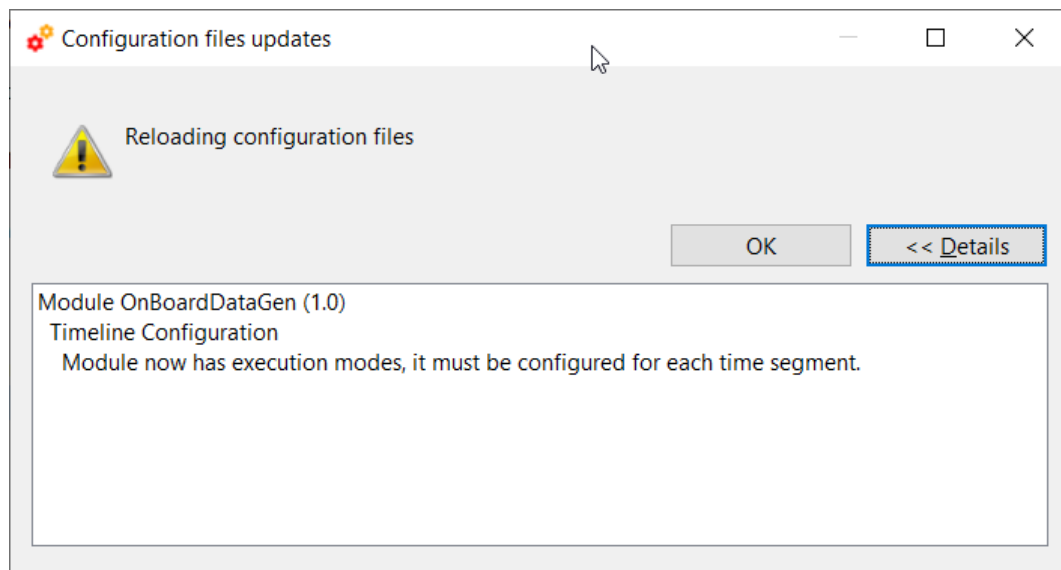 Configuration files updates
Reloading configuration files
OK
<< Details
Module OnBoardDataGen (1.0)
Timeline Configuration
Module now has execution modes, it must be configured for each time segment.